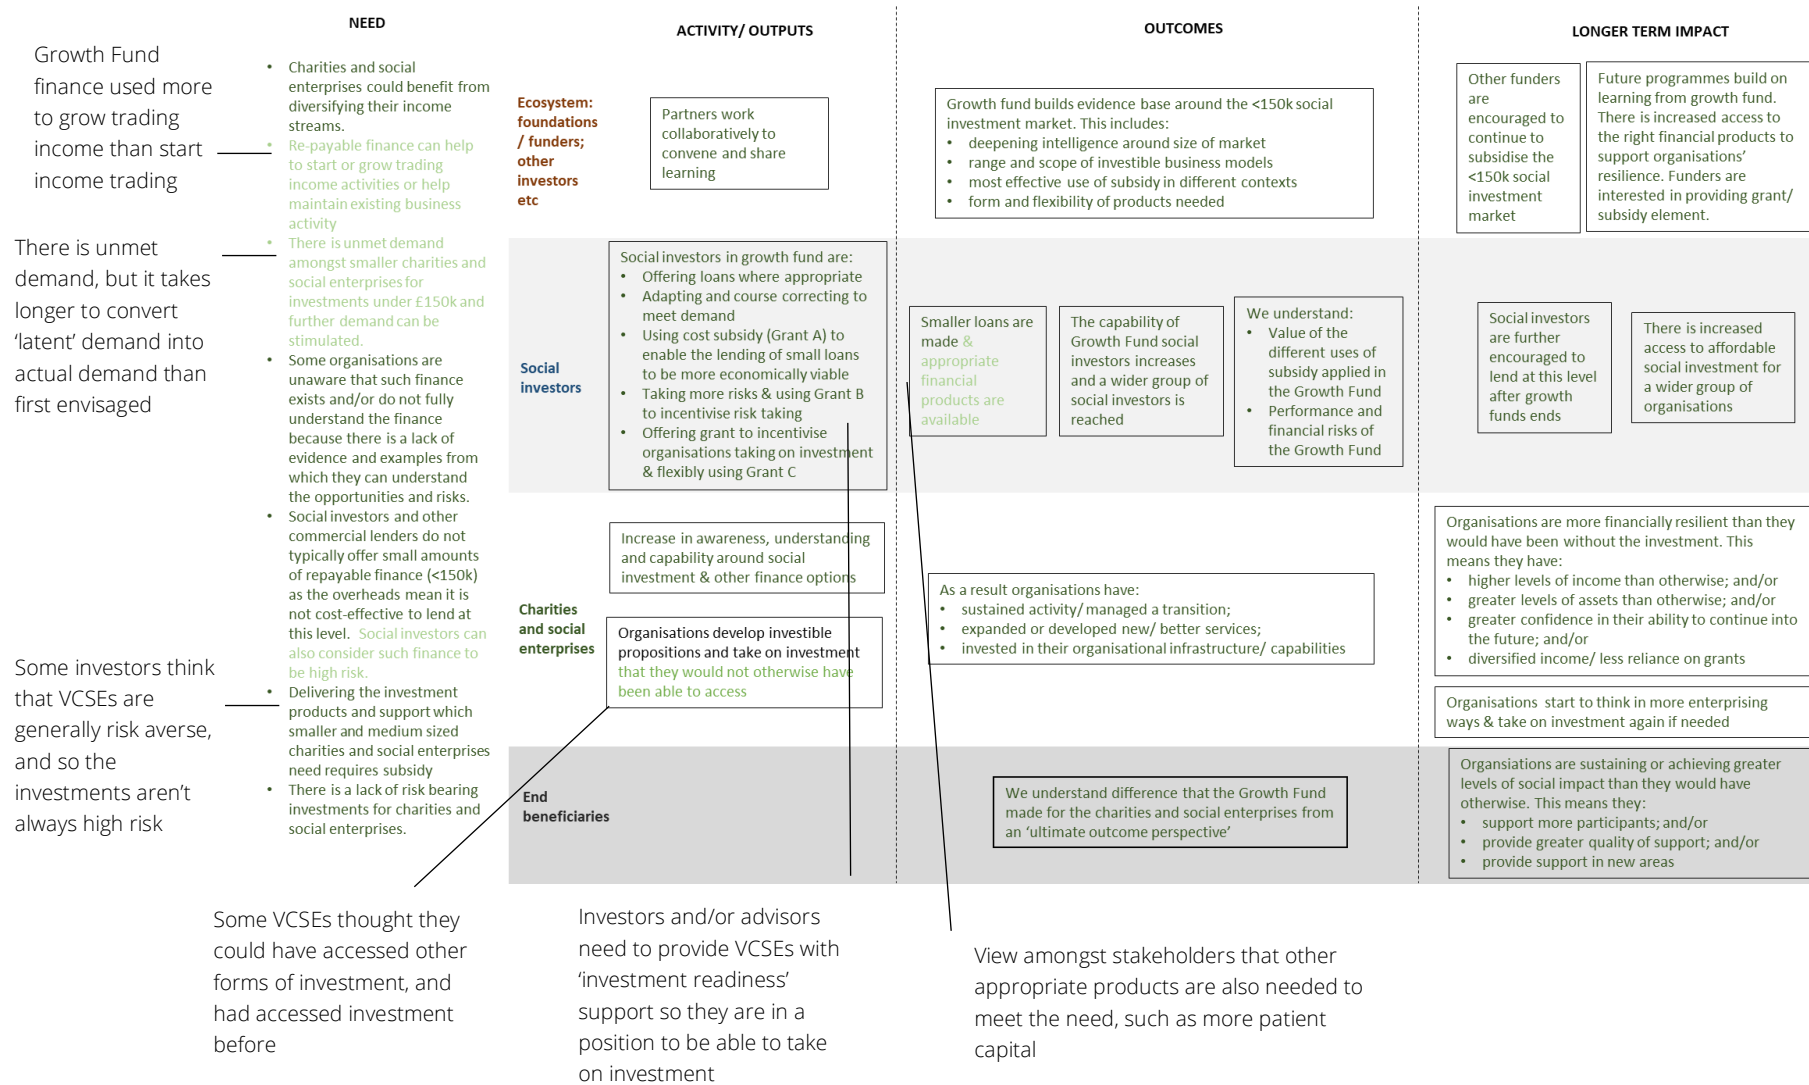 NEED
ACTIVITY/ OUTPUTS
OUTCOMES
LONGER TERM IMPACT
Growth Fund
finance used more
to grow trading
income than start
income trading
There is unmet
demand, but it takes
longer to convert
‘latent’ demand into
actual demand than
first envisaged
Some investors think
that VCSEs are
generally risk averse,
and so the
investments aren’t
always high risk
• Charities and social
enterprises could benefit from
diversifying their income
streams.
• Re-payable finance can help
to start or grow trading
income activities or help
maintain existing business
activity
• There is unmet demand
amongst smaller charities and
social enterprises for
investments under £150k and
further demand can be
stimulated.
• Some organisations are
unaware that such finance
exists and/or do not fully
understand the finance
because there is a lack of
evidence and examples from
which they can understand
the opportunities and risks.
• Social investors and other
commercial lenders do not
typically offer small amounts
of repayable finance (<150k)
as the overheads mean it is
not cost-effective to lend at
this level. Social investors can
also consider such finance to
be high risk.
• Delivering the investment
products and support which
smaller and medium sized
charities and social enterprises
need requires subsidy
• There is a lack of risk bearing
investments for charities and
social enterprises.
Ecosystem:
foundations
/ funders;
other
investors
etc
Partners work
collaboratively to
convene and share
learning
Growth fund builds evidence base around the <150k social
investment market. This includes:
• deepening intelligence around size of market
• range and scope of investible business models
• most effective use of subsidy in different contexts
• form and flexibility of products needed
Other funders
are
encouraged to
continue to
subsidise the
<150k social
investment
market
Future programmes build on
learning from growth fund.
There is increased access to
the right financial products to
support organisations’
resilience. Funders are
interested in providing grant/
subsidy element.
Social
investors
Social investors in growth fund are:
• Offering loans where appropriate
• Adapting and course correcting to
meet demand
• Using cost subsidy (Grant A) to
enable the lending of small loans
to be more economically viable
• Taking more risks & using Grant B
to incentivise risk taking
• Offering grant to incentivise
organisations taking on investment
& flexibly using Grant C
Smaller loans are
made &
appropriate
financial
products are
available
The capability of
Growth Fund social
investors increases
and a wider group of
social investors is
reached
We understand:
• Value of the
different uses of
subsidy applied in
the Growth Fund
• Performance and
financial risks of
the Growth Fund
Social investors
are further
encouraged to
lend at this level
after growth
funds ends
There is increased
access to affordable
social investment for
a wider group of
organisations
Charities
and social
enterprises
Increase in awareness, understanding
and capability around social
investment & other finance options
Organisations develop investible
propositions and take on investment
that they would not otherwise have
been able to access
As a result organisations have:
• sustained activity/ managed a transition;
• expanded or developed new/ better services;
• invested in their organisational infrastructure/ capabilities
Organisations are more financially resilient than they
would have been without the investment. This
means they have:
• higher levels of income than otherwise; and/or
• greater levels of assets than otherwise; and/or
• greater confidence in their ability to continue into
the future; and/or
• diversified income/ less reliance on grants
Organisations start to think in more enterprising
ways & take on investment again if needed
End
beneficiaries
We understand difference that the Growth Fund
made for the charities and social enterprises from
an ‘ultimate outcome perspective’
Organsiations are sustaining or achieving greater
levels of social impact than they would have
otherwise. This means they:
• support more participants; and/or
• provide greater quality of support; and/or
• provide support in new areas
Some VCSEs thought they
could have accessed other
forms of investment, and
had accessed investment
before
Investors and/or advisors
need to provide VCSEs with
‘investment readiness’
support so they are in a
position to be able to take
on investment
View amongst stakeholders that other
appropriate products are also needed to
meet the need, such as more patient
capital